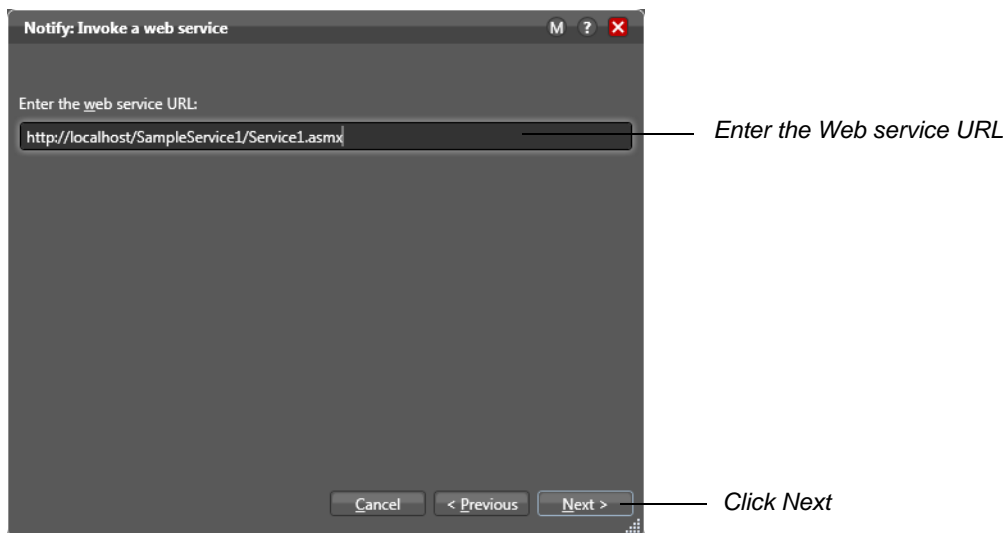 Notify: Invoke a web service M ? X
Enter the web service URL:
http://localhost/SampleService1/Service1.asmx
Enter the Web service URL
Cancel < Previous Next >
Click Next